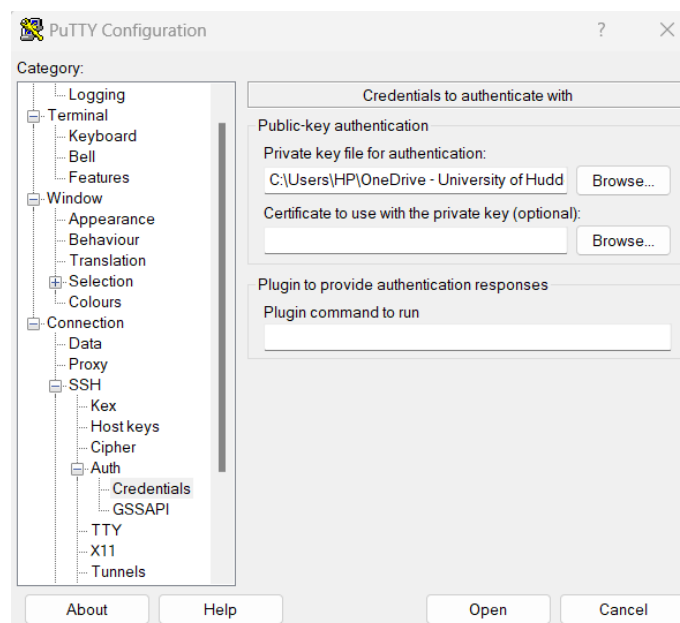 PuTTY Configuration
?
Category:
Logging
Terminal
Keyboard
Bell
Features
Window
Appearance
Behaviour
Translation
Selection
Colours
Connection
Data
Proxy
SSH
Kex
Host keys
Cipher
Auth
Credentials
GSSAPI
TTY
X11
Tunnels
Credentials to authenticate with
Public-key authentication
Private key file for authentication:
C:\Users\HP\OneDrive - University of Hudd
Browse...
Certificate to use with the private key (optional):
Browse...
Plugin to provide authentication responses
Plugin command to run
About
Help
Open
Cancel